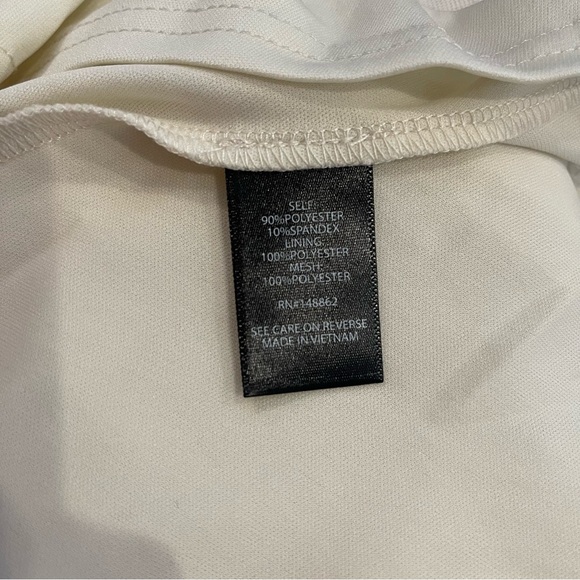 SELF:
90%POLYESTER
10%SPANDEX
LINING:
100%POLYESTER
MESH:
100%POLYESTER
RN#148862
SEE CARE ON REVERSE
MADE IN VIETNAM